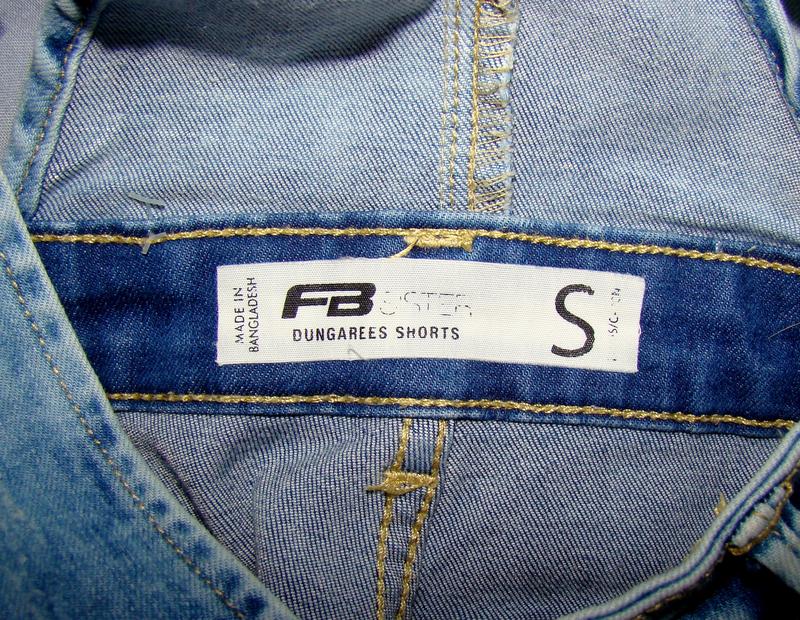 MADE IN
BANGLADESH
FB SISTER
DUNGAREES SHORTS
S